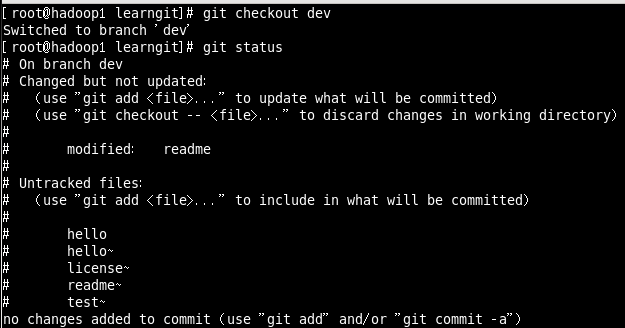 [root@hadoop1 learngit]# git checkout dev
Switched to branch 'dev'
[root@hadoop1 learngit]# git status
# On branch dev
# Changed but not updated:
#   (use "git add <file>..." to update what will be committed)
#   (use "git checkout -- <file>..." to discard changes in working directory)
#
#       modified:   readme
#
# Untracked files:
#   (use "git add <file>..." to include in what will be committed)
#
#       hello
#       hello~
#       license~
#       readme~
#       test~
no changes added to commit (use "git add" and/or "git commit -a")